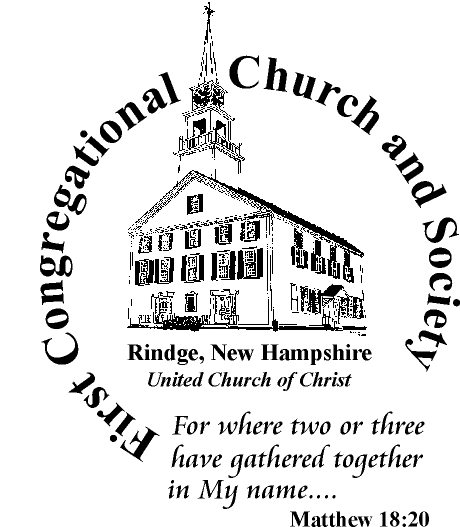 First Congregational Church and Society
Rindge, New Hampshire
United Church of Christ
For where two or three
have gathered together
in My name....
Matthew 18:20